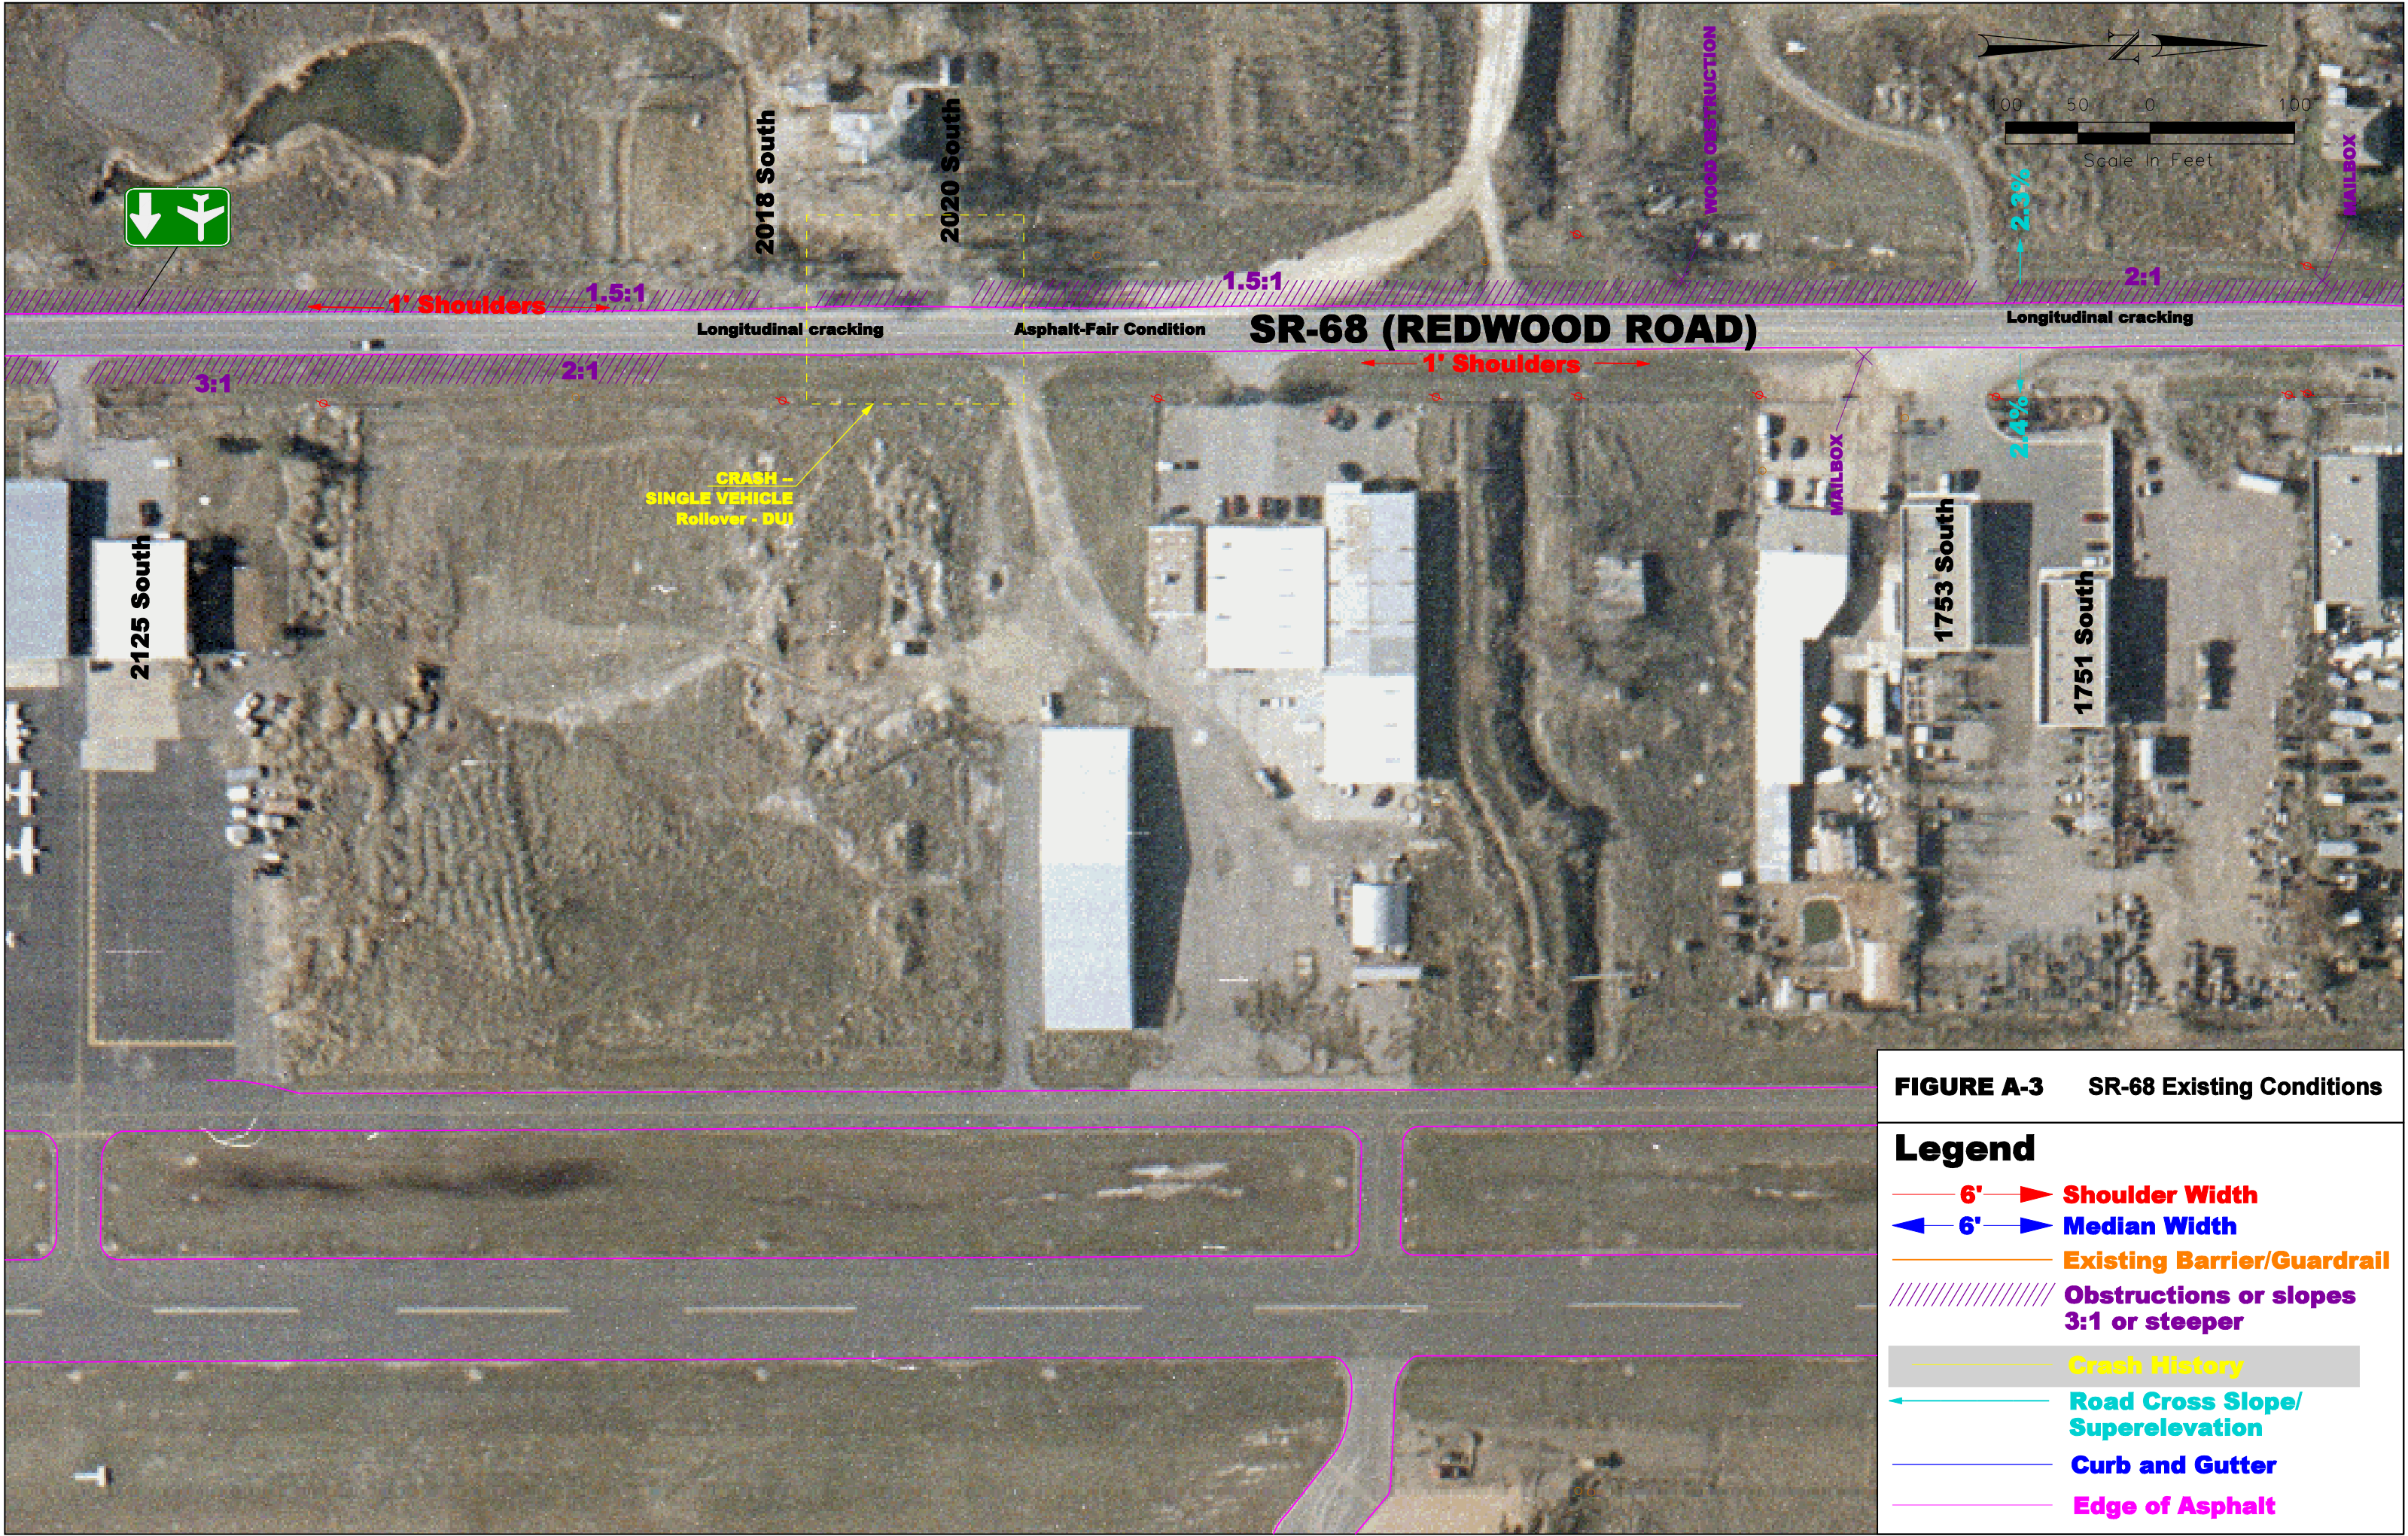 N
100 50 0 100
Scale In Feet
WOOD OBSTRUCTION
MAILBOX
2.3%
2018 South
2020 South
1.5:1
1' Shoulders
1.5:1
2:1
Longitudinal cracking
Asphalt-Fair Condition
SR-68 (REDWOOD ROAD)
Longitudinal cracking
3:1
2:1
1' Shoulders
2.4%
MAILBOX
CRASH --
SINGLE VEHICLE
Rollover - DUI
2125 South
1753 South
1751 South
FIGURE A-3 SR-68 Existing Conditions
Legend
6' Shoulder Width
6' Median Width
Existing Barrier/Guardrail
Obstructions or slopes
3:1 or steeper
Crash History
Road Cross Slope/
Superelevation
Curb and Gutter
Edge of Asphalt